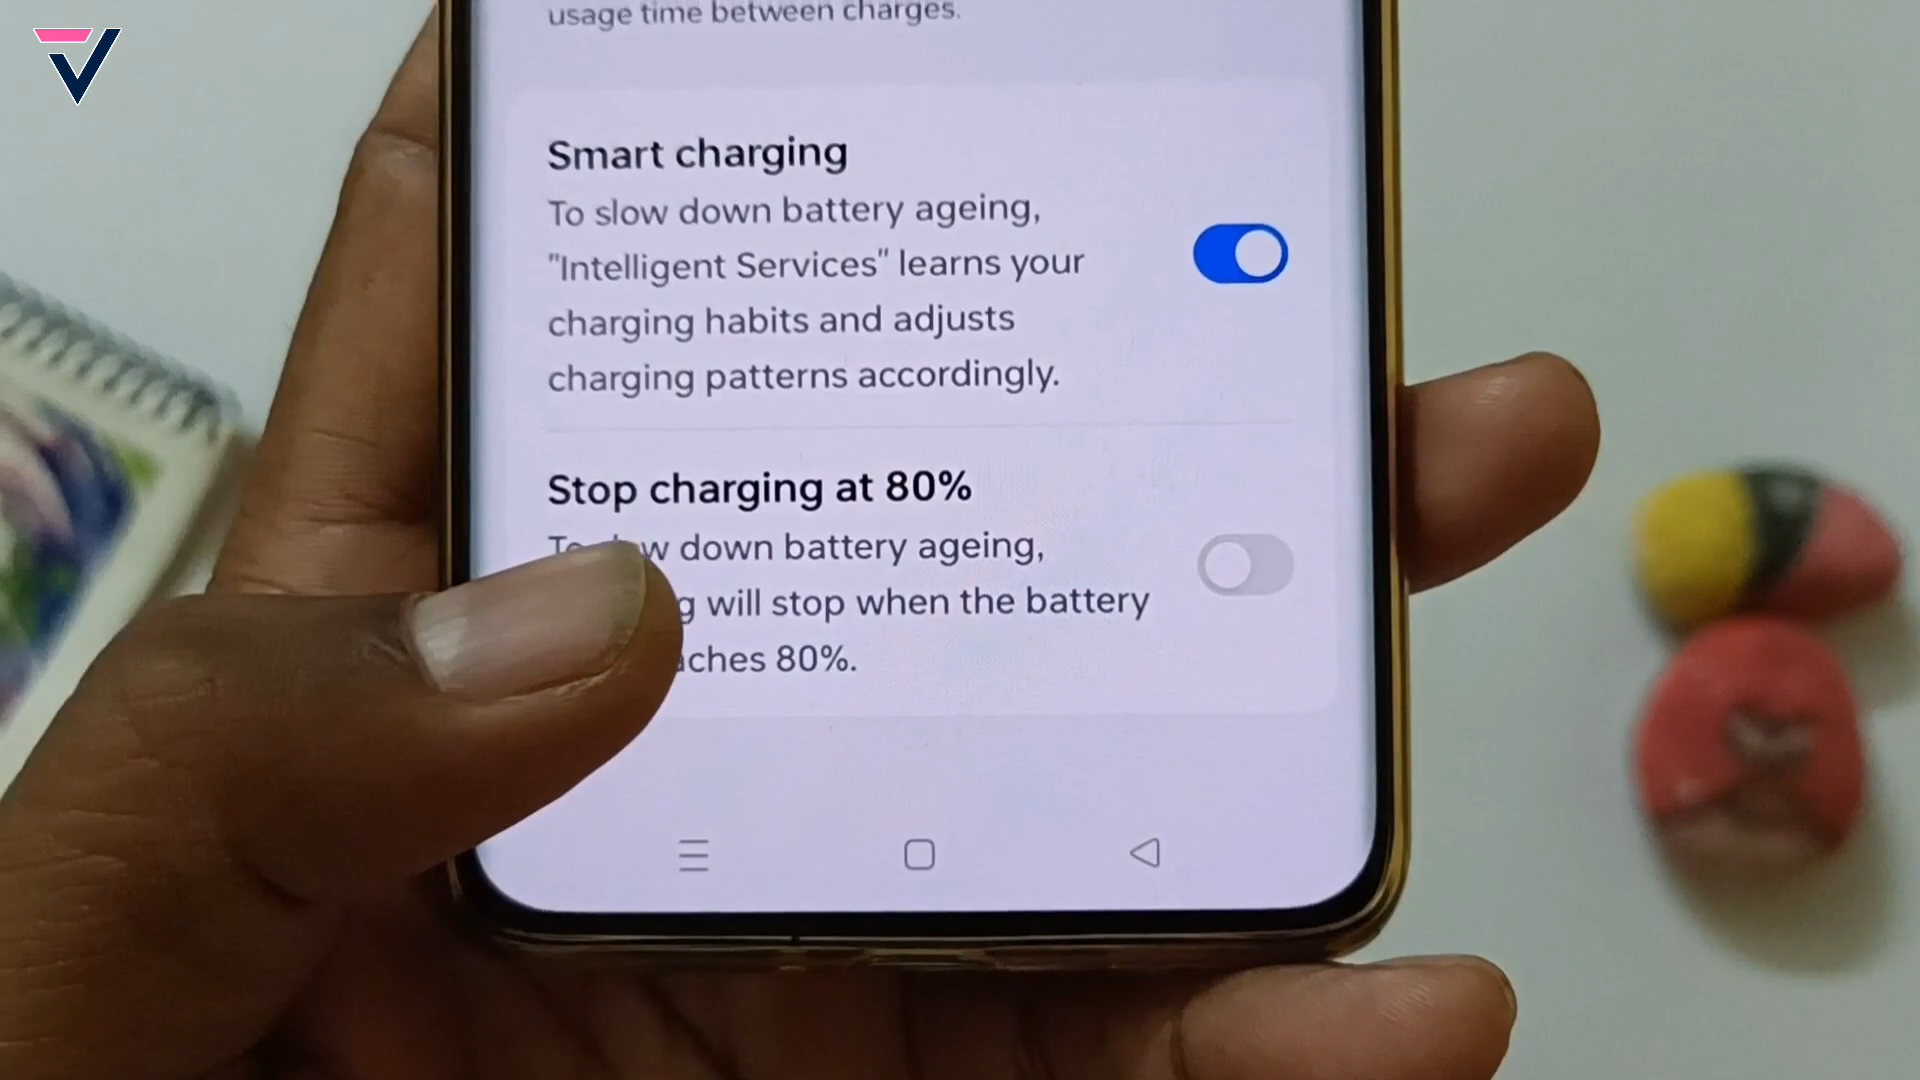 usage time between charges.
Smart charging
To slow down battery ageing,
"Intelligent Services" learns your
charging habits and adjusts
charging patterns accordingly.
Stop charging at 80%
down battery ageing,
will stop when the battery
80%.